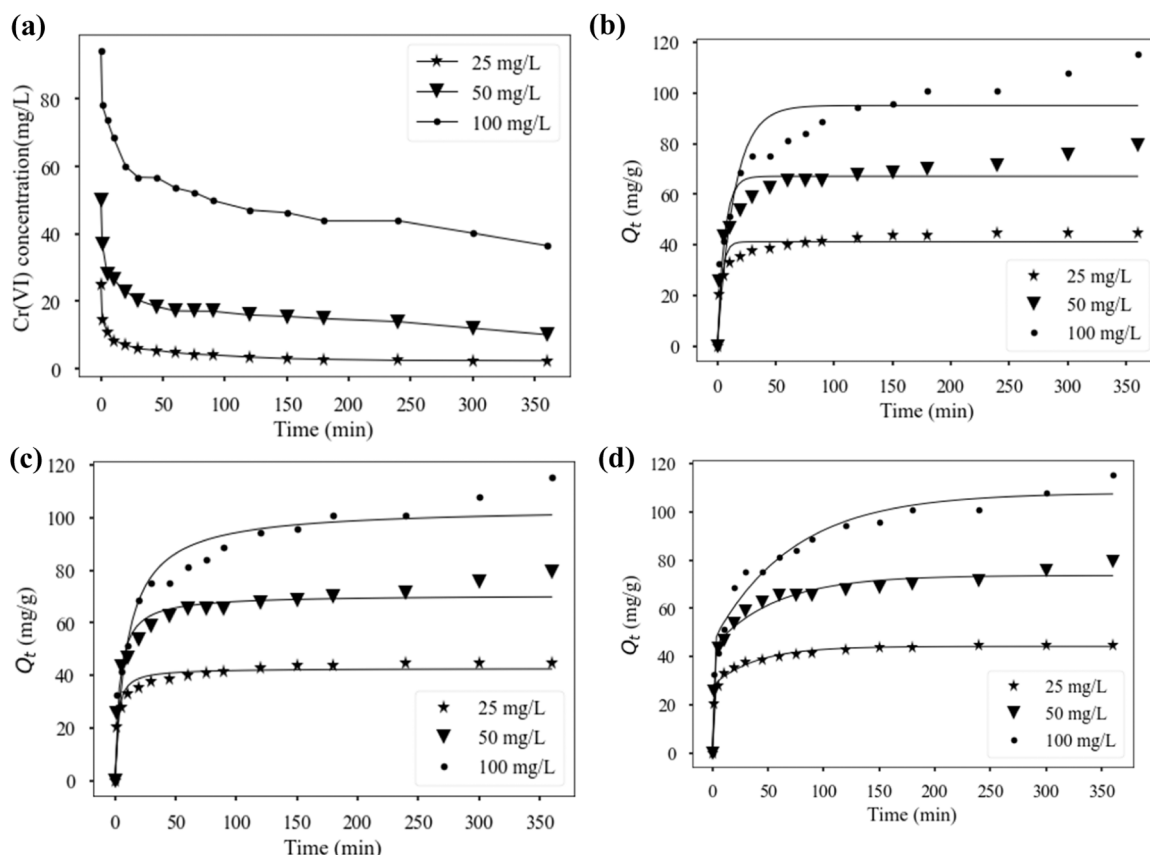 (a)
Cr(VI) concentration(mg/L)
80
60
40
20
0
25 mg/L
50 mg/L
100 mg/L
0 50 100 150 200 250 300 350
Time (min)
(b)
Qt (mg/g)
120
100
80
60
40
20
0
25 mg/L
50 mg/L
100 mg/L
0 50 100 150 200 250 300 350
Time (min)
(c)
Qt (mg/g)
120
100
80
60
40
20
0
25 mg/L
50 mg/L
100 mg/L
0 50 100 150 200 250 300 350
Time (min)
(d)
Qt (mg/g)
120
100
80
60
40
20
0
25 mg/L
50 mg/L
100 mg/L
0 50 100 150 200 250 300 350
Time (min)